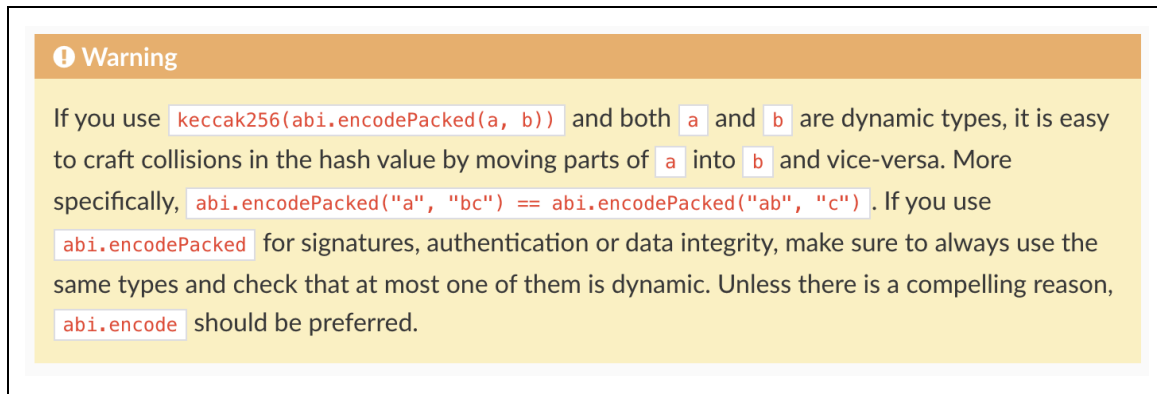 Warning
If you use keccak256(abi.encodePacked(a, b)) and both a and b are dynamic types, it is easy
to craft collisions in the hash value by moving parts of a into b and vice-versa. More
specifically, abi.encodePacked("a", "bc") == abi.encodePacked("ab", "c"). If you use
abi.encodePacked for signatures, authentication or data integrity, make sure to always use the
same types and check that at most one of them is dynamic. Unless there is a compelling reason,
abi.encode should be preferred.